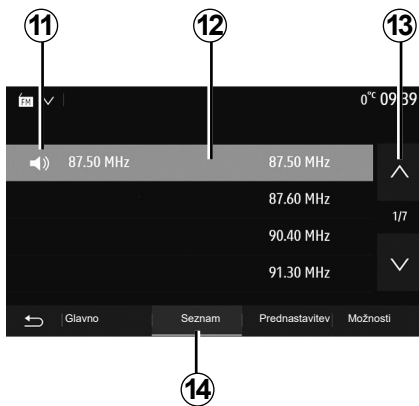 11 12 13
FM 0°C 09:39
87.50 MHz 87.50 MHz
87.60 MHz
1/7
90.40 MHz
91.30 MHz
Glavno Seznam Prednastavitev Možnosti
14